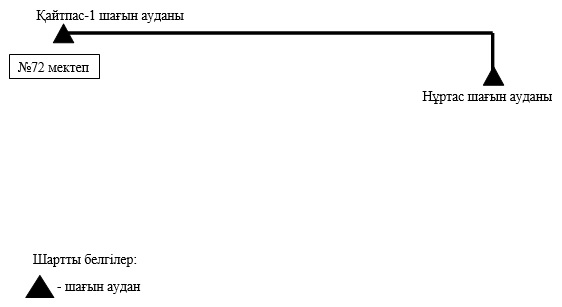 Қайтпас-1 шағын ауданы
№72 мектеп
Нұртас шағын ауданы
Шартты белгілер:
- шағын аудан